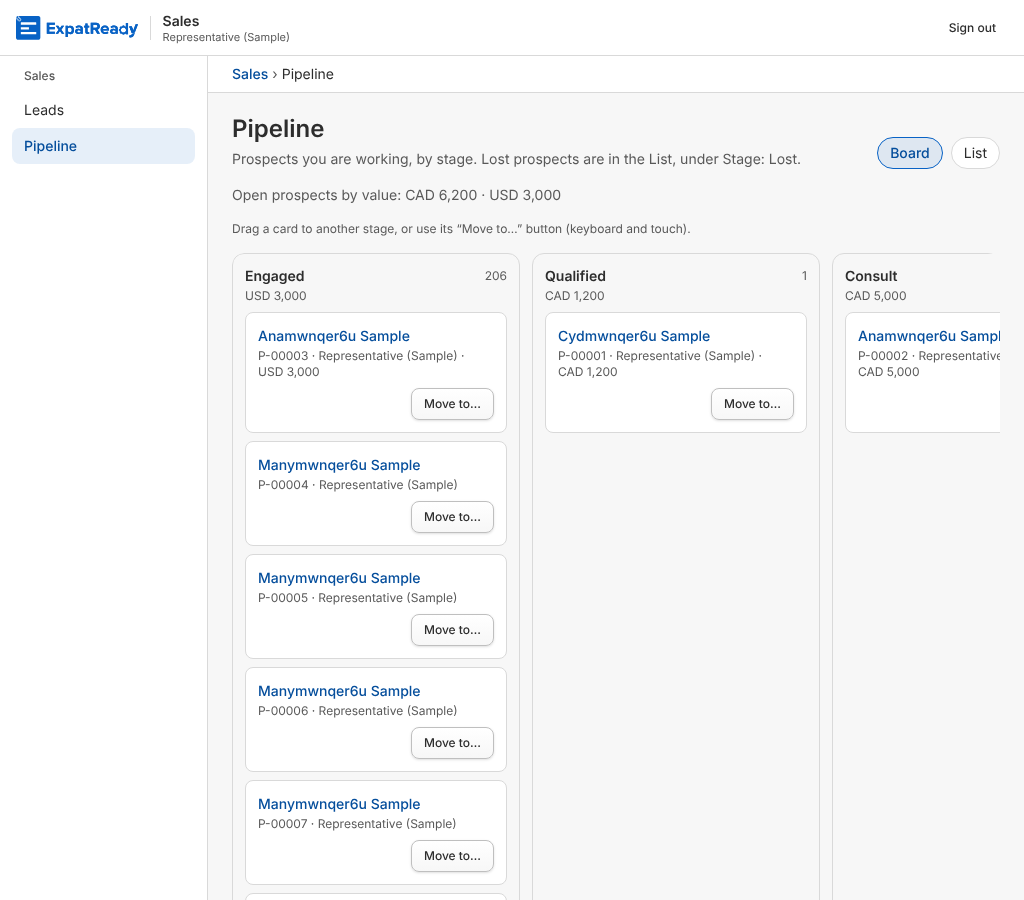 ExpatReady
Sales
Representative (Sample)
Sign out
Sales
Leads
Pipeline
Sales › Pipeline
Pipeline
Prospects you are working, by stage. Lost prospects are in the List, under Stage: Lost.
Board
List
Open prospects by value: CAD 6,200 · USD 3,000
Drag a card to another stage, or use its “Move to…” button (keyboard and touch).
Engaged
206
USD 3,000
Anamwnqer6u Sample
P-00003 · Representative (Sample) ·
USD 3,000
Move to…
Manymwnqer6u Sample
P-00004 · Representative (Sample)
Move to…
Manymwnqer6u Sample
P-00005 · Representative (Sample)
Move to…
Manymwnqer6u Sample
P-00006 · Representative (Sample)
Move to…
Manymwnqer6u Sample
P-00007 · Representative (Sample)
Move to…
Qualified
1
CAD 1,200
Cydmwnqer6u Sample
P-00001 · Representative (Sample) ·
CAD 1,200
Move to…
Consult
CAD 5,000
Anamwnqer6u Sampl
P-00002 · Representative
CAD 5,000